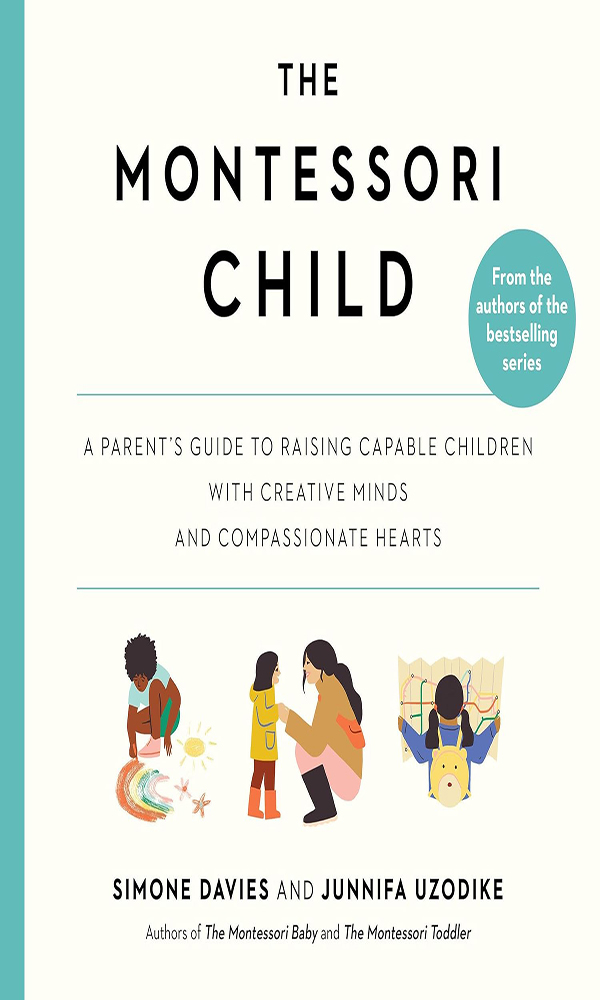 THE
MONTESSORI
CHILD
From the
authors of the
bestselling
series
A PARENT'S GUIDE TO RAISING CAPABLE CHILDREN
WITH CREATIVE MINDS
AND COMPASSIONATE HEARTS
SIMONE DAVIES AND JUNNIFA UZODIKE
Authors of The Montessori Baby and The Montessori Toddler